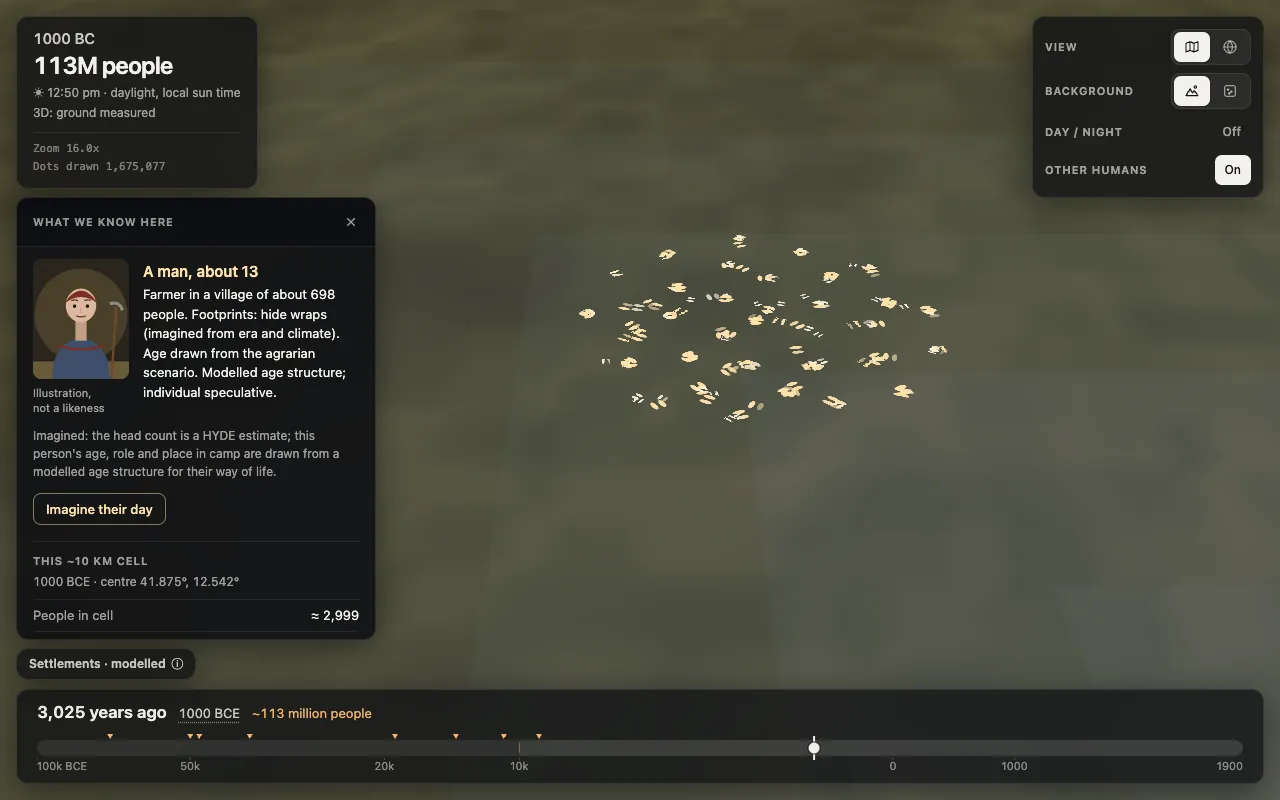 1000 BC
113M people
☀ 12:50 pm · daylight, local sun time
3D: ground measured
Zoom 16.0x
Dots drawn 1,675,077
VIEW
BACKGROUND
DAY / NIGHT Off
OTHER HUMANS On
WHAT WE KNOW HERE ✕
A man, about 13
Farmer in a village of about 698
people. Footprints: hide wraps
(imagined from era and climate).
Age drawn from the agrarian
scenario. Modelled age structure;
individual speculative.
Illustration,
not a likeness
Imagined: the head count is a HYDE estimate; this
person's age, role and place in camp are drawn from a
modelled age structure for their way of life.
Imagine their day
THIS ~10 KM CELL
1000 BCE · centre 41.875°, 12.542°
People in cell ≈ 2,999
Settlements · modelled ⓘ
3,025 years ago 1000 BCE ~113 million people
100k BCE 50k 20k 10k 0 1000 1900